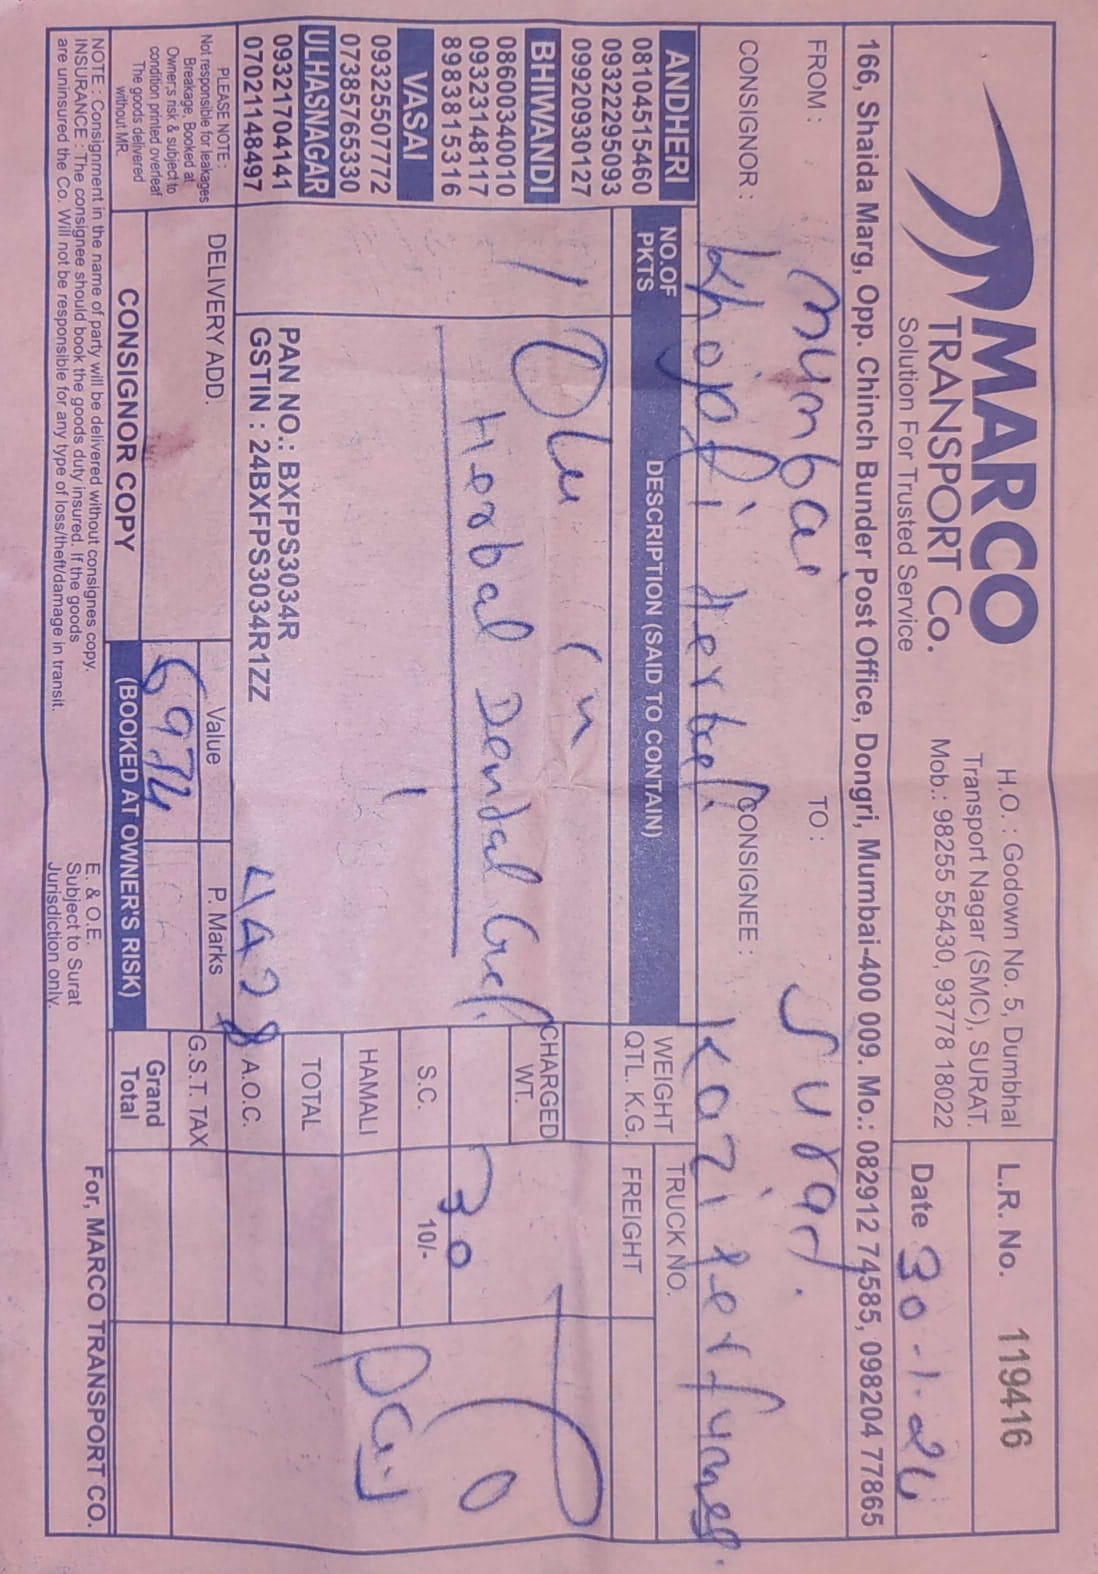 MARCO
TRANSPORT Co.
Solution For Trusted Service
H.O. : Godown No. 5, Dumbhal
Transport Nagar (SMC), SURAT.
Mob.: 98255 55430, 93778 18022
L.R. No. 119416
Date 30-1-24
166, Shaida Marg, Opp. Chinch Bunder Post Office, Dongri, Mumbai-400 009. Mo.: 082912 74585, 098204 77865
FROM : Mumbai TO : Surat.
CONSIGNOR : Khojati Herbal CONSIGNEE : Kazi Perfumes.
ANDHERI
08104515460
09322295093
09920930127
BHIWANDI
08600340010
09323148117
8983815316
VASAI
09325507772
07385765330
ULHASNAGAR
09321704141
07021148497
PLEASE NOTE :
Not responsible for leakages
Breakage, Booked at
Owner,s risk & subject to
condition printed overleaf
The goods delivered
without MR.
NO.OF PKTS
DESCRIPTION (SAID TO CONTAIN)
WEIGHT QTL. K.G.
TRUCK NO.
FREIGHT
1
Herbal Dental Gel
PAN NO.: BXFPS3034R
GSTIN : 24BXFPS3034R1ZZ
4428
CHARGED WT.
30
S.C. 10/-
HAMALI
TOTAL
A.O.C.
G.S.T. TAX
Grand Total
DELIVERY ADD.
Value
6974
P. Marks
CONSIGNOR COPY
(BOOKED AT OWNER'S RISK)
NOTE : Consignment in the name of party will be delivered without consignes copy.
INSURANCE : The consignee should book the goods duty insured. If the goods
are uninsured the Co. Will not be responsible for any type of loss/theft/damage in transit.
E. & O.E.
Subject to Surat
Jurisdiction only.
For, MARCO TRANSPORT CO.